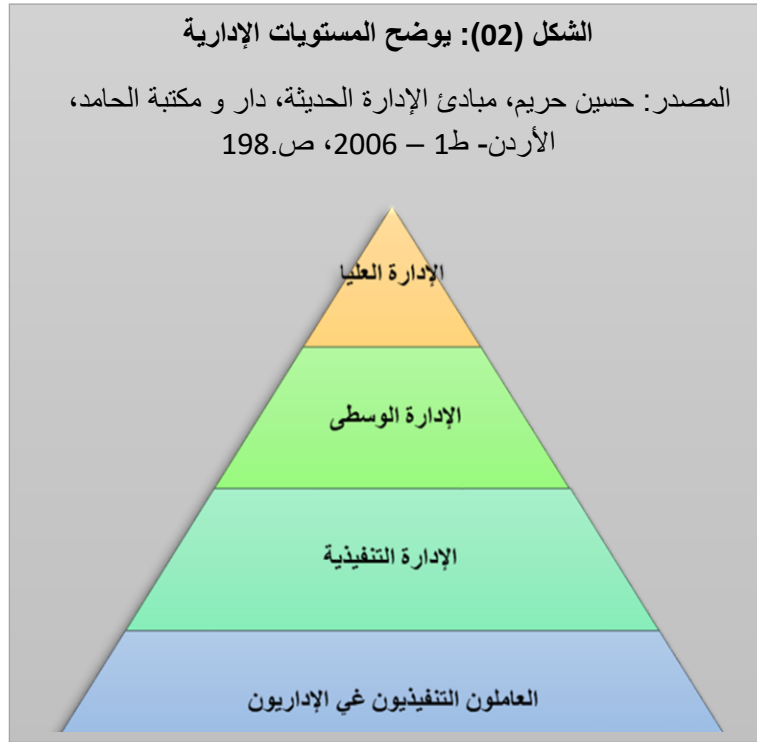 الشكل (02): يوضح المستويات الإدارية
المصدر: حسين حريم، مبادئ الإدارة الحديثة، دار و مكتبة الحامد،
الأردن- ط1 – 2006، ص.198
الإدارة العليا
الإدارة الوسطى
الإدارة التنفيذية
العاملون التنفيذيون غي الإداريون